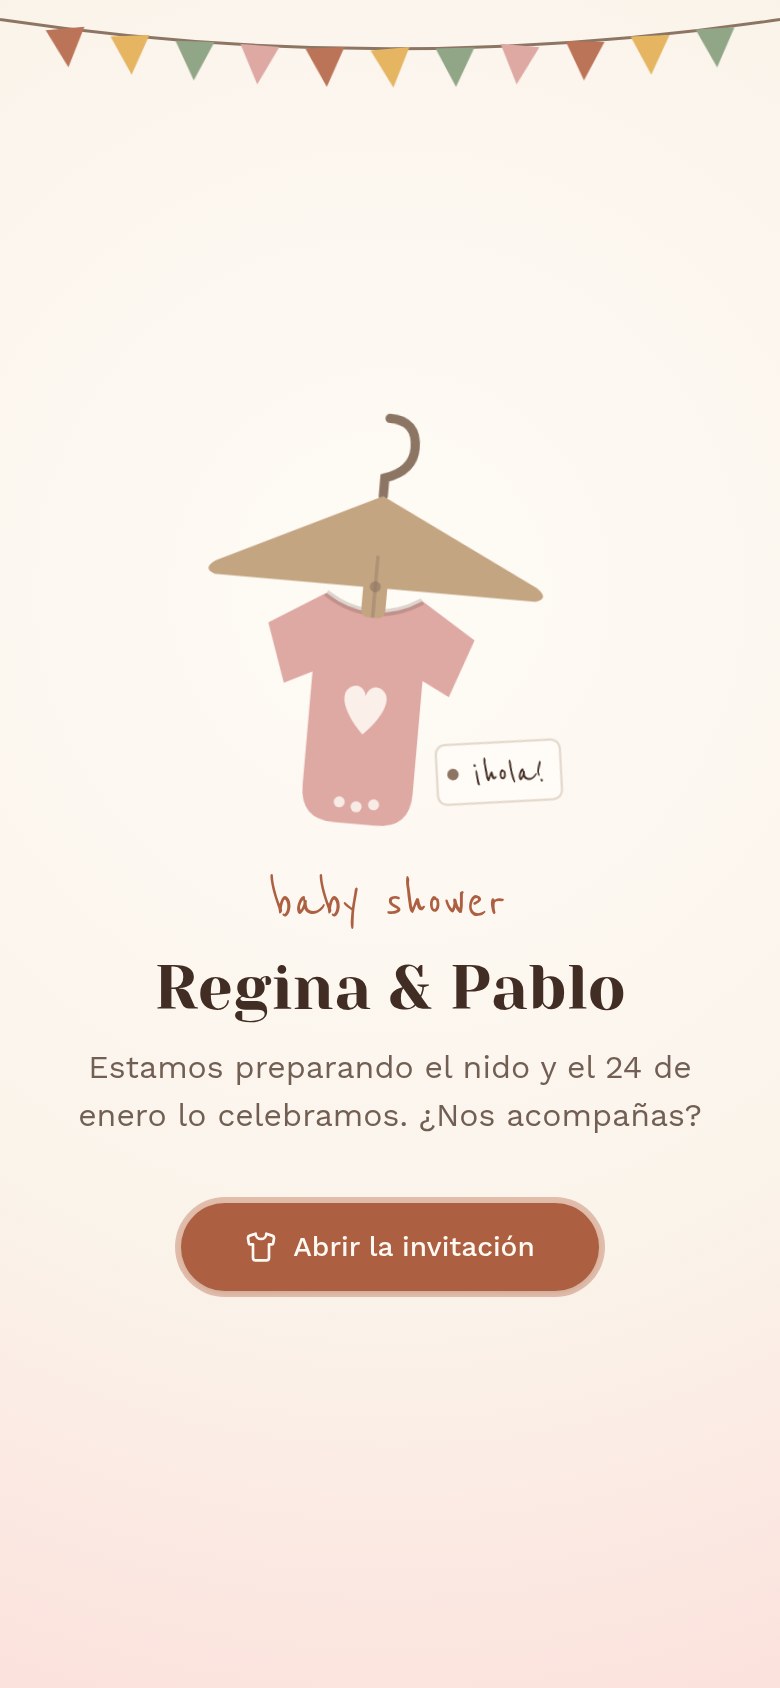 ¡hola!
baby shower
Regina & Pablo
Estamos preparando el nido y el 24 de
enero lo celebramos. ¿Nos acompañas?
Abrir la invitación